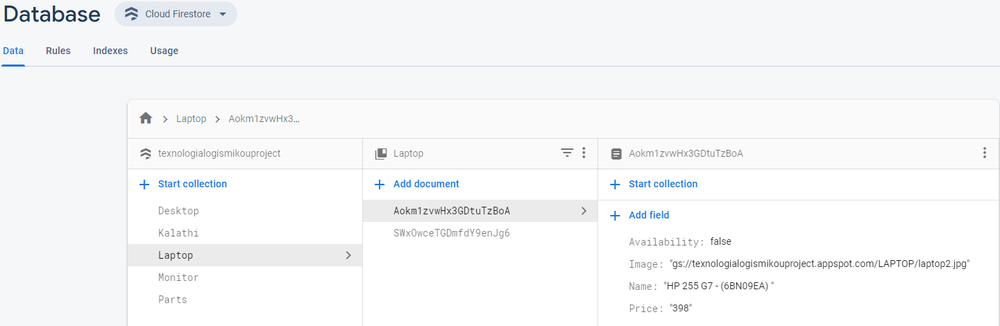 Database Cloud Firestore
Data Rules Indexes Usage
Laptop Aokm1zvwHx3…
texnologialogismikouproject
Start collection
Desktop
Kalathi
Laptop
Monitor
Parts
Laptop
Add document
Aokm1zvwHx3GDtuTzBoA
SWxOwceTGDmfdY9enJg6
Aokm1zvwHx3GDtuTzBoA
Start collection
Add field
Availability: false
Image: "gs://texnologialogismikouproject.appspot.com/LAPTOP/laptop2.jpg"
Name: "HP 255 G7 - (6BN09EA) "
Price: "398"